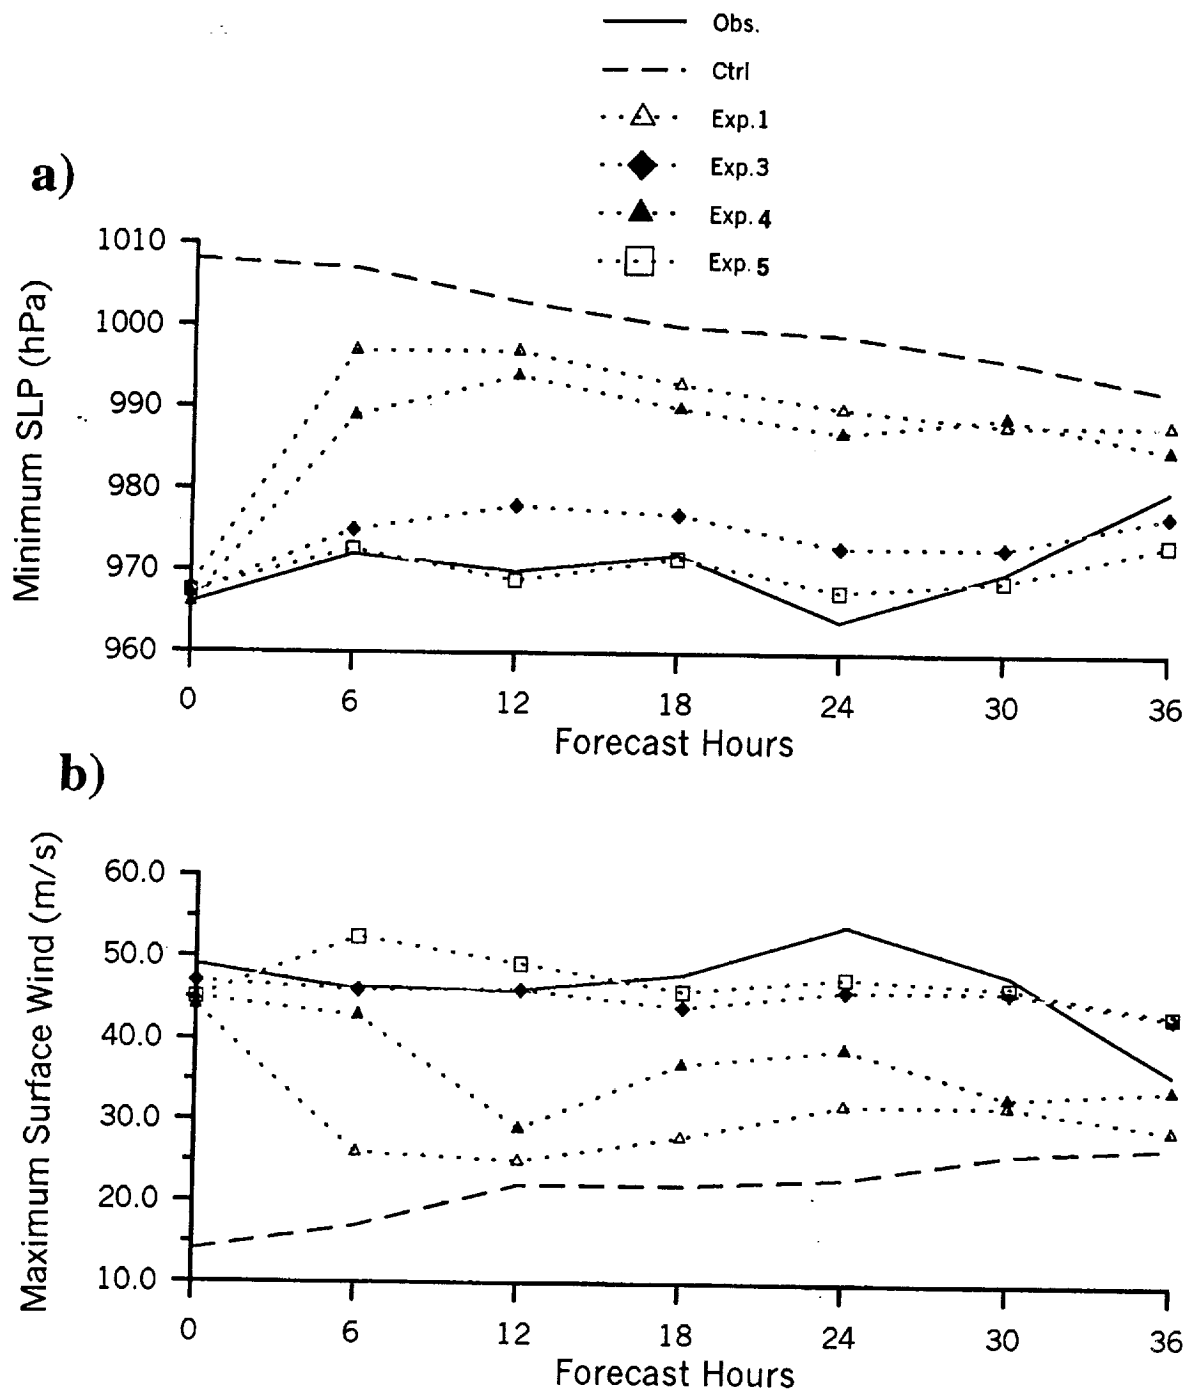 Obs.
Ctrl
Exp.1
Exp.3
Exp.4
Exp.5
a)
1010
1000
990
980
970
960
Minimum SLP (hPa)
0 6 12 18 24 30 36
Forecast Hours
b)
60.0
50.0
40.0
30.0
20.0
10.0
Maximum Surface Wind (m/s)
0 6 12 18 24 30 36
Forecast Hours